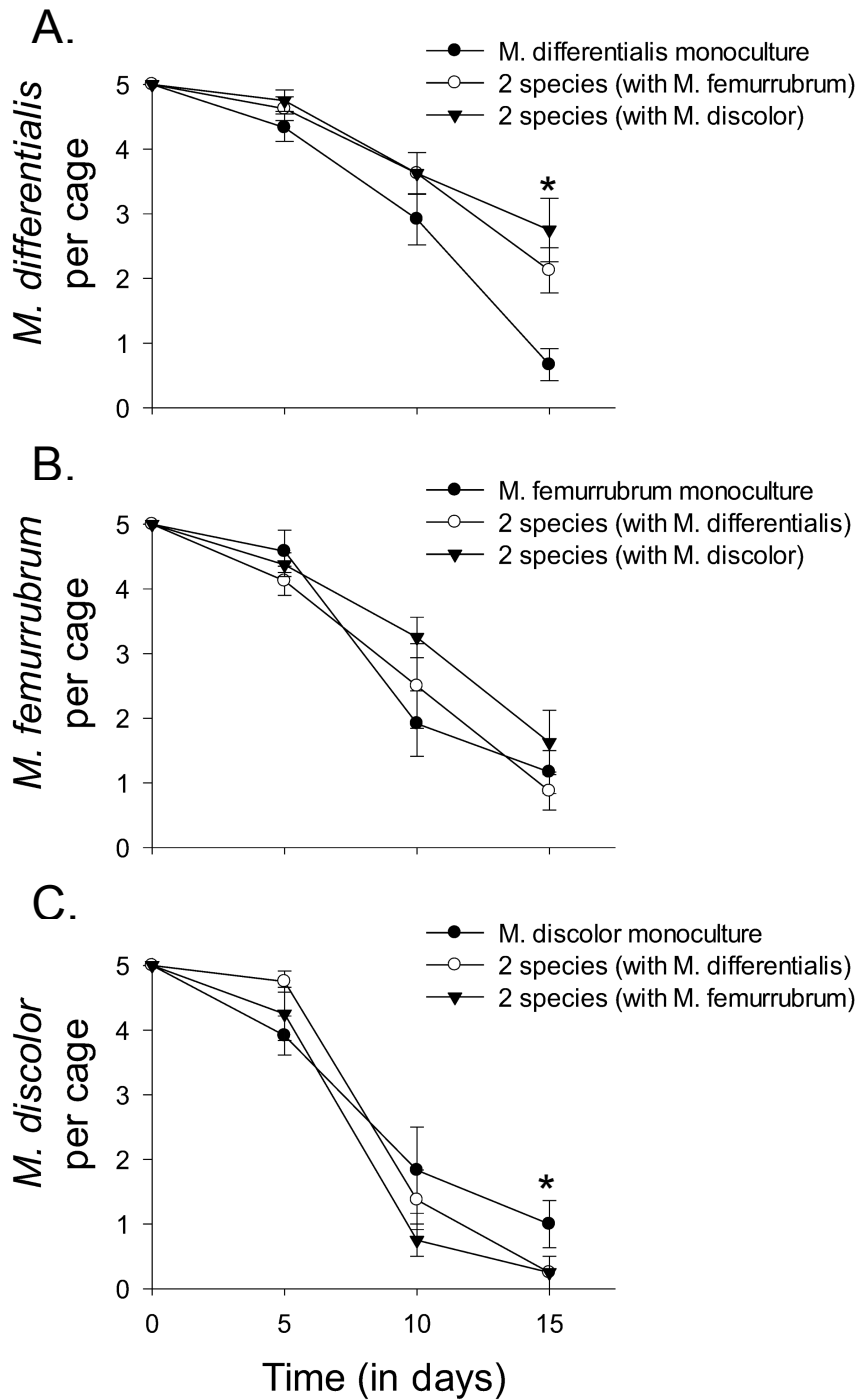 A.
M. differentialis monoculture
2 species (with M. femurrubrum)
2 species (with M. discolor)
M. differentialis
per cage
5
4
3
2
1
0
*
B.
M. femurrubrum monoculture
2 species (with M. differentialis)
2 species (with M. discolor)
M. femurrubrum
per cage
5
4
3
2
1
0
C.
M. discolor monoculture
2 species (with M. differentialis)
2 species (with M. femurrubrum)
M. discolor
per cage
5
4
3
2
1
0
*
0 5 10 15
Time (in days)